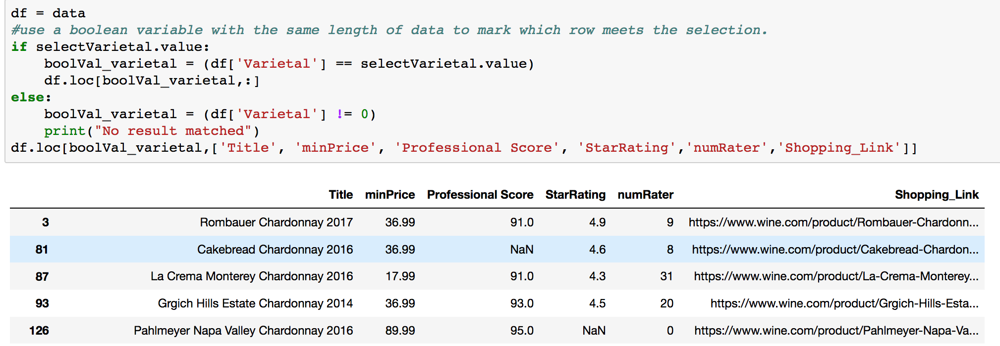 df = data
#use a boolean variable with the same length of data to mark which row meets the selection.
if selectVarietal.value:
    boolVal_varietal = (df['Varietal'] == selectVarietal.value)
    df.loc[boolVal_varietal,:]
else:
    boolVal_varietal = (df['Varietal'] != 0)
    print("No result matched")
df.loc[boolVal_varietal,['Title', 'minPrice', 'Professional Score', 'StarRating','numRater','Shopping_Link']]
Title minPrice Professional Score StarRating numRater Shopping_Link
3 Rombauer Chardonnay 2017 36.99 91.0 4.9 9 https://www.wine.com/product/Rombauer-Chardonn...
81 Cakebread Chardonnay 2016 36.99 NaN 4.6 8 https://www.wine.com/product/Cakebread-Chardon...
87 La Crema Monterey Chardonnay 2016 17.99 91.0 4.3 31 https://www.wine.com/product/La-Crema-Monterey...
93 Grgich Hills Estate Chardonnay 2014 36.99 93.0 4.5 20 https://www.wine.com/product/Grgich-Hills-Esta...
126 Pahlmeyer Napa Valley Chardonnay 2016 89.99 95.0 NaN 0 https://www.wine.com/product/Pahlmeyer-Napa-Va...